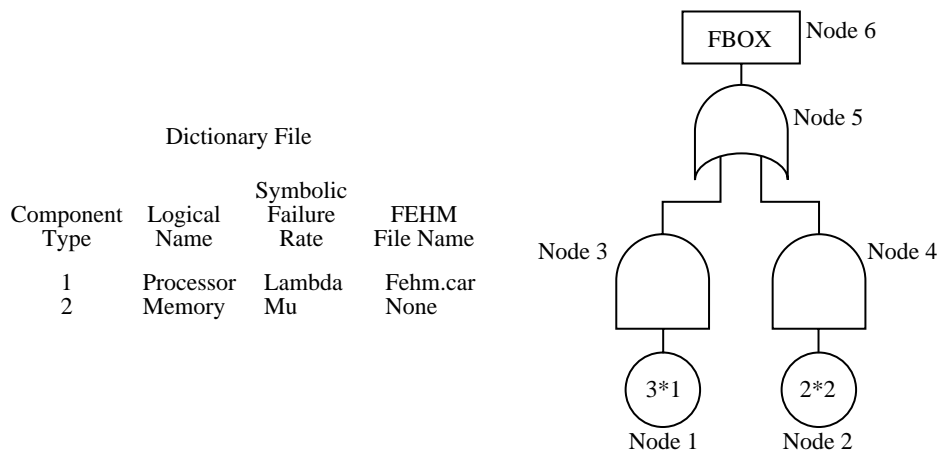 Dictionary File
Symbolic
Component Logical Failure FEHM
Type Name Rate File Name
1 Processor Lambda Fehm.car
2 Memory Mu None
FBOX Node 6
Node 5
Node 3
Node 4
3*1
2*2
Node 1
Node 2